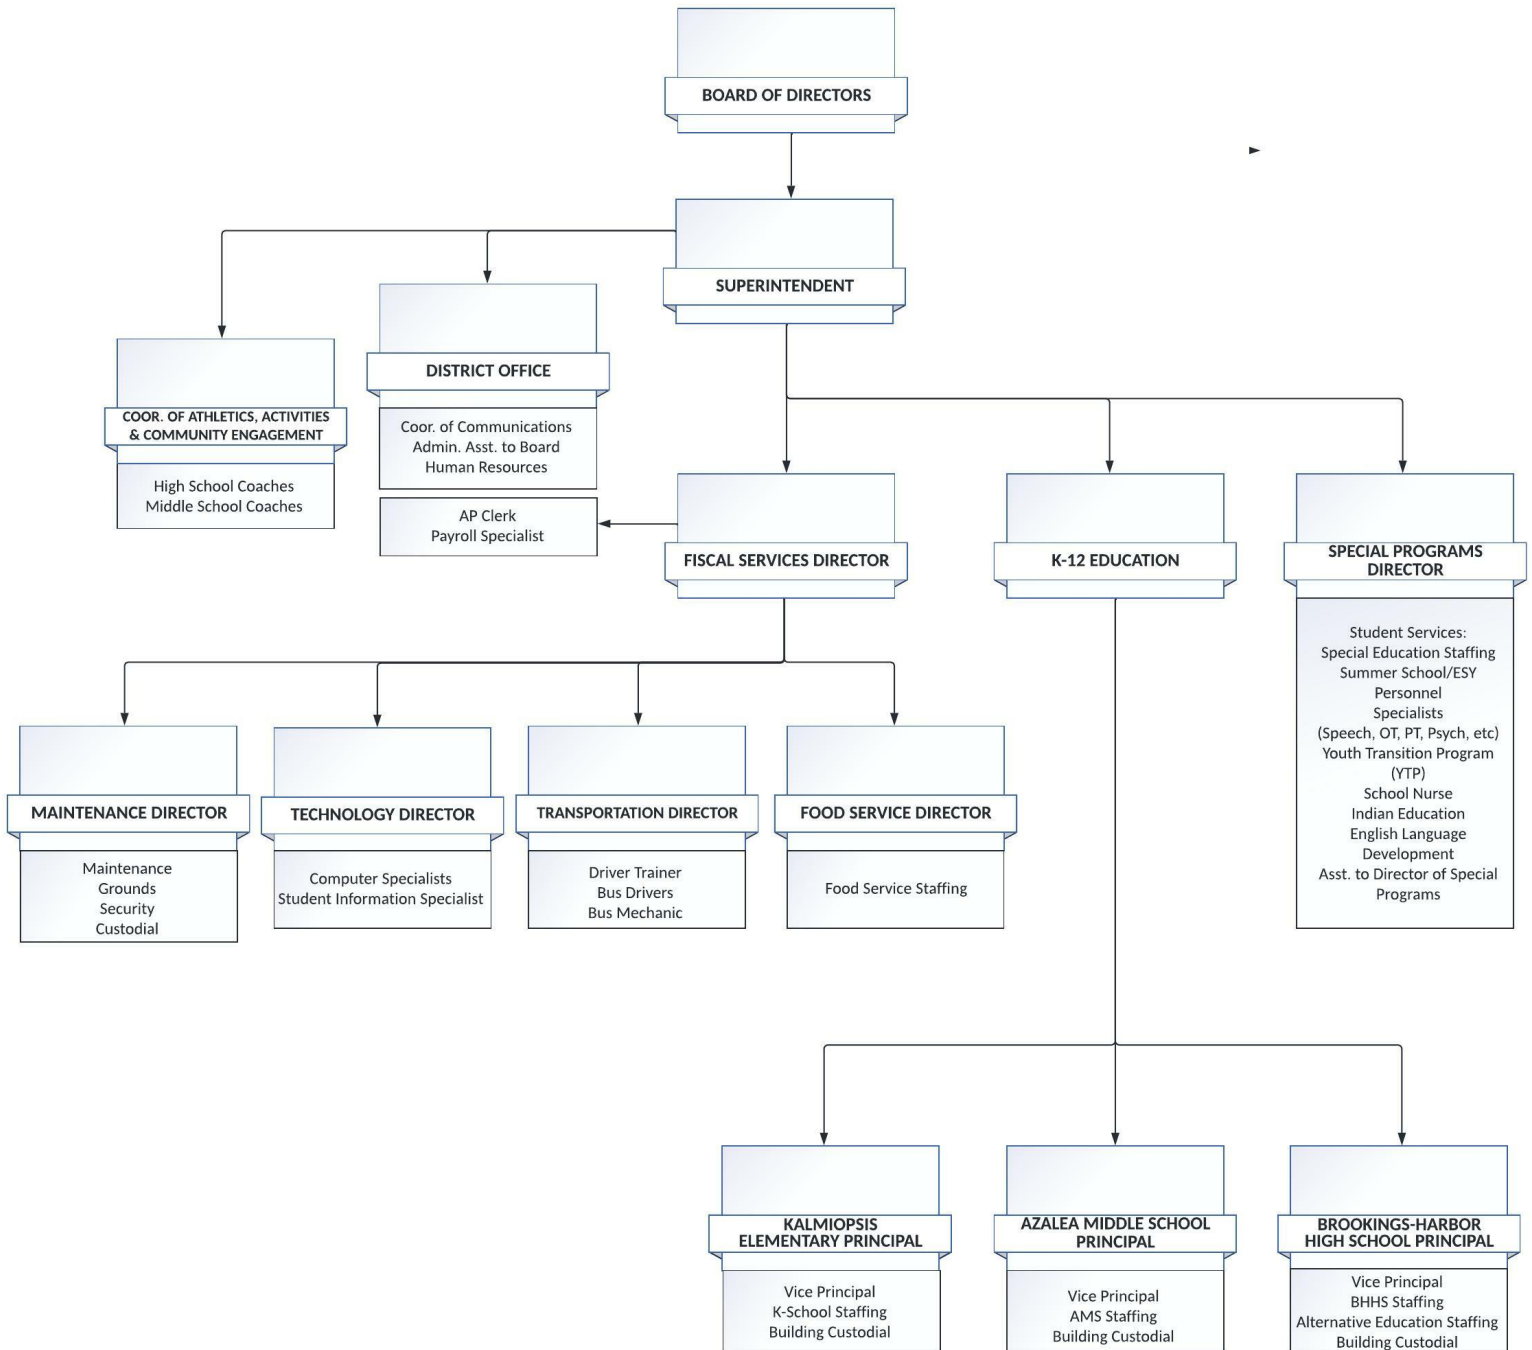 BOARD OF DIRECTORS
SUPERINTENDENT
DISTRICT OFFICE
Coor. of Communications
Admin. Asst. to Board
Human Resources
COOR. OF ATHLETICS, ACTIVITIES
& COMMUNITY ENGAGEMENT
High School Coaches
Middle School Coaches
AP Clerk
Payroll Specialist
FISCAL SERVICES DIRECTOR
K-12 EDUCATION
SPECIAL PROGRAMS
DIRECTOR
Student Services:
Special Education Staffing
Summer School/ESY
Personnel
Specialists
(Speech, OT, PT, Psych, etc)
Youth Transition Program
(YTP)
School Nurse
Indian Education
English Language
Development
Asst. to Director of Special
Programs
MAINTENANCE DIRECTOR
Maintenance
Grounds
Security
Custodial
TECHNOLOGY DIRECTOR
Computer Specialists
Student Information Specialist
TRANSPORTATION DIRECTOR
Driver Trainer
Bus Drivers
Bus Mechanic
FOOD SERVICE DIRECTOR
Food Service Staffing
KALMIOPSIS
ELEMENTARY PRINCIPAL
Vice Principal
K-School Staffing
Building Custodial
AZALEA MIDDLE SCHOOL
PRINCIPAL
Vice Principal
AMS Staffing
Building Custodial
BROOKINGS-HARBOR
HIGH SCHOOL PRINCIPAL
Vice Principal
BHHS Staffing
Alternative Education Staffing
Building Custodial